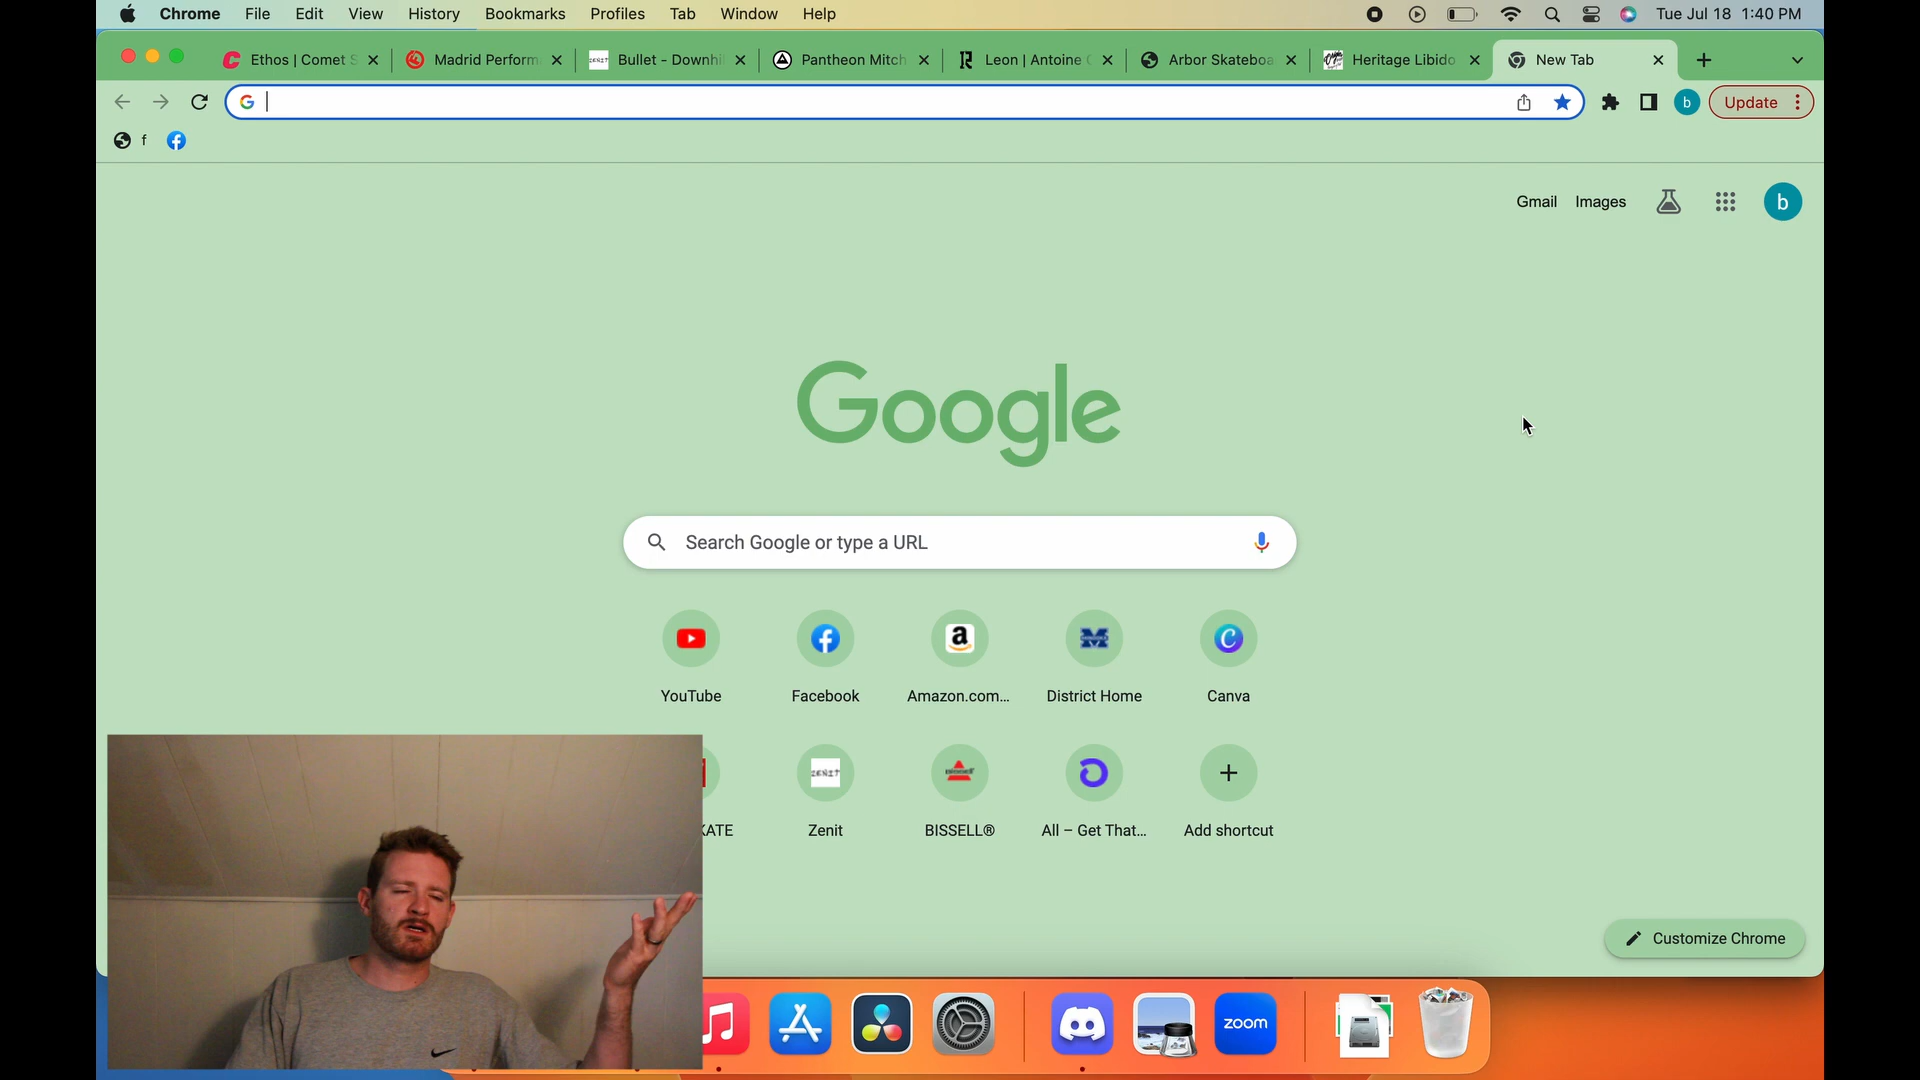 Chrome File Edit View History Bookmarks Profiles Tab Window Help Tue Jul 18 1:40 PM
Ethos | Comet S Madrid Perform Bullet - Downhi Pantheon Mitch Leon | Antoine Arbor Skateboa Heritage Libido New Tab
b Update
f
Gmail Images b
Google
Search Google or type a URL
YouTube Facebook Amazon.com... District Home Canva
ZENIT BISSELL
KATE Zenit BISSELL® All – Get That... Add shortcut
Customize Chrome
zoom